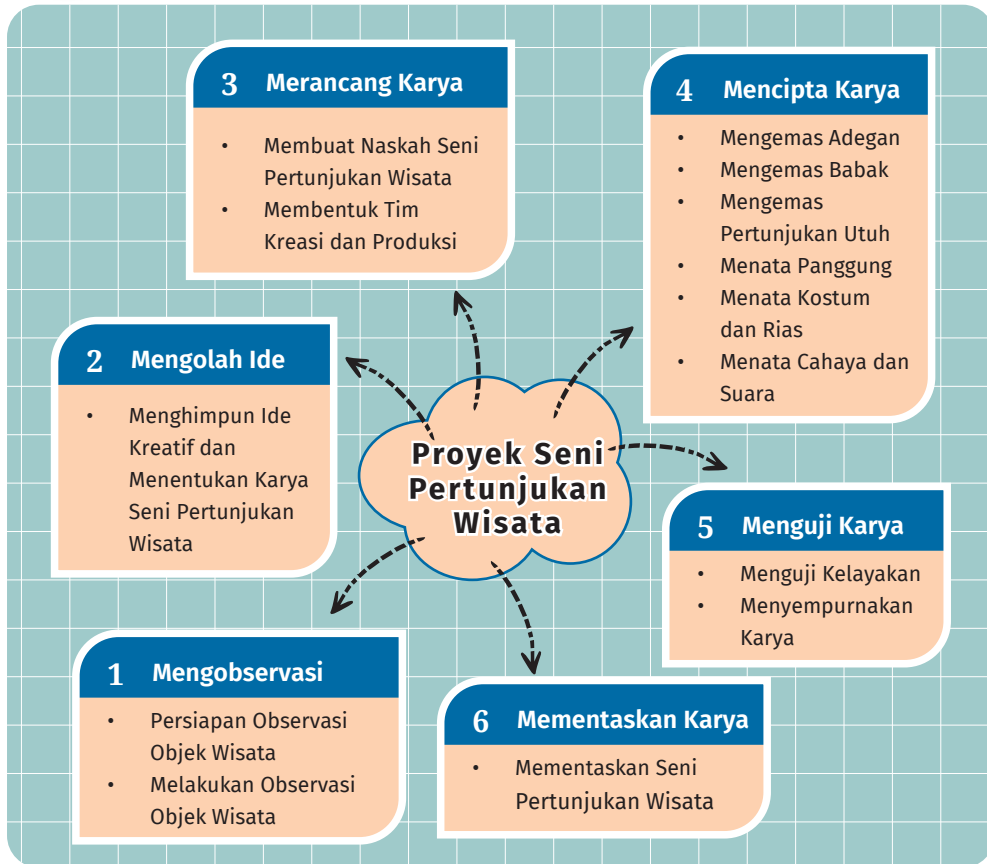 3 Merancang Karya
• Membuat Naskah Seni
Pertunjukan Wisata
• Membentuk Tim
Kreasi dan Produksi
4 Mencipta Karya
• Mengemas Adegan
• Mengemas Babak
• Mengemas
Pertunjukan Utuh
• Menata Panggung
• Menata Kostum
dan Rias
• Menata Cahaya dan
Suara
2 Mengolah Ide
• Menghimpun Ide
Kreatif dan
Menentukan Karya
Seni Pertunjukan
Wisata
Proyek Seni
Pertunjukan
Wisata
5 Menguji Karya
• Menguji Kelayakan
• Menyempurnakan
Karya
1 Mengobservasi
• Persiapan Observasi
Objek Wisata
• Melakukan Observasi
Objek Wisata
6 Mementaskan Karya
• Mementaskan Seni
Pertunjukan Wisata